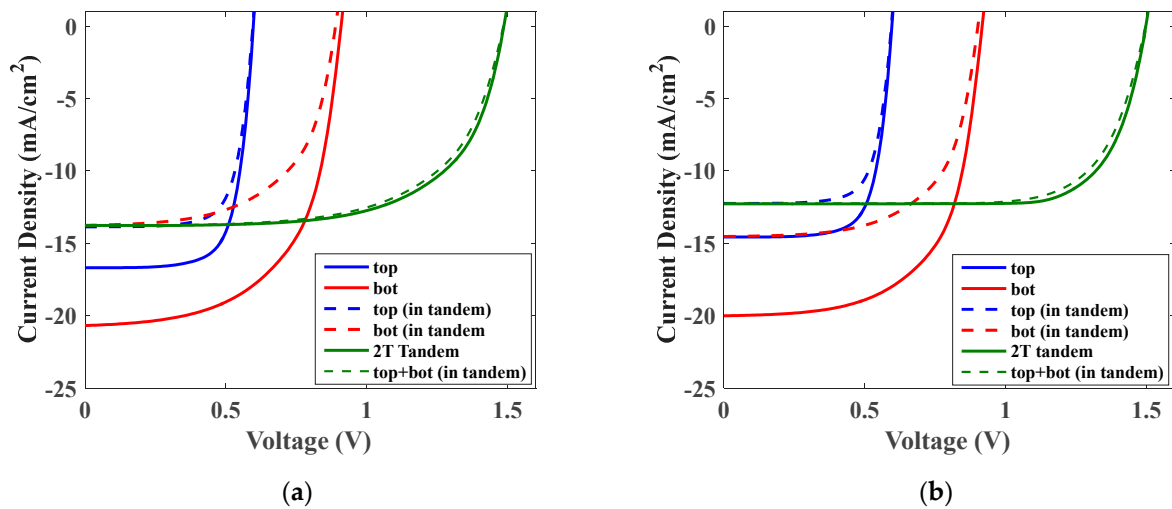 0
-5
-10
-15
-20
-25
Current Density (mA/cm2)
top
bot
top (in tandem)
bot (in tandem
2T Tandem
top+bot (in tandem)
0 0.5 1 1.5
Voltage (V)
(a)
0
-5
-10
-15
-20
-25
Current Density (mA/cm2)
top
bot
top (in tandem)
bot (in tandem)
2T tandem
top+bot (in tandem)
0 0.5 1 1.5
Voltage (V)
(b)